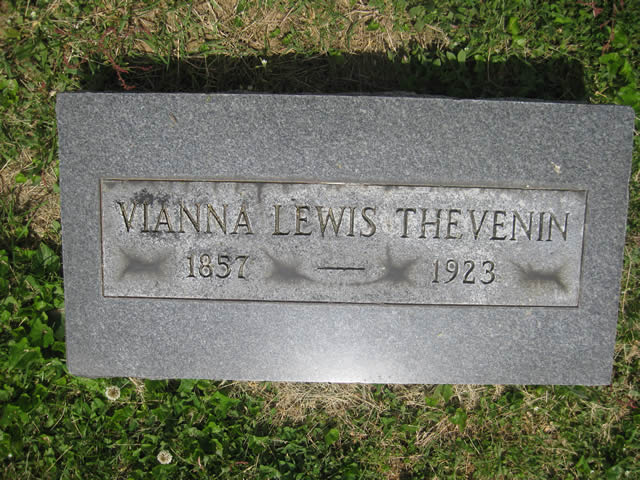 VIANNA LEWIS THEVENIN
1857 — 1923